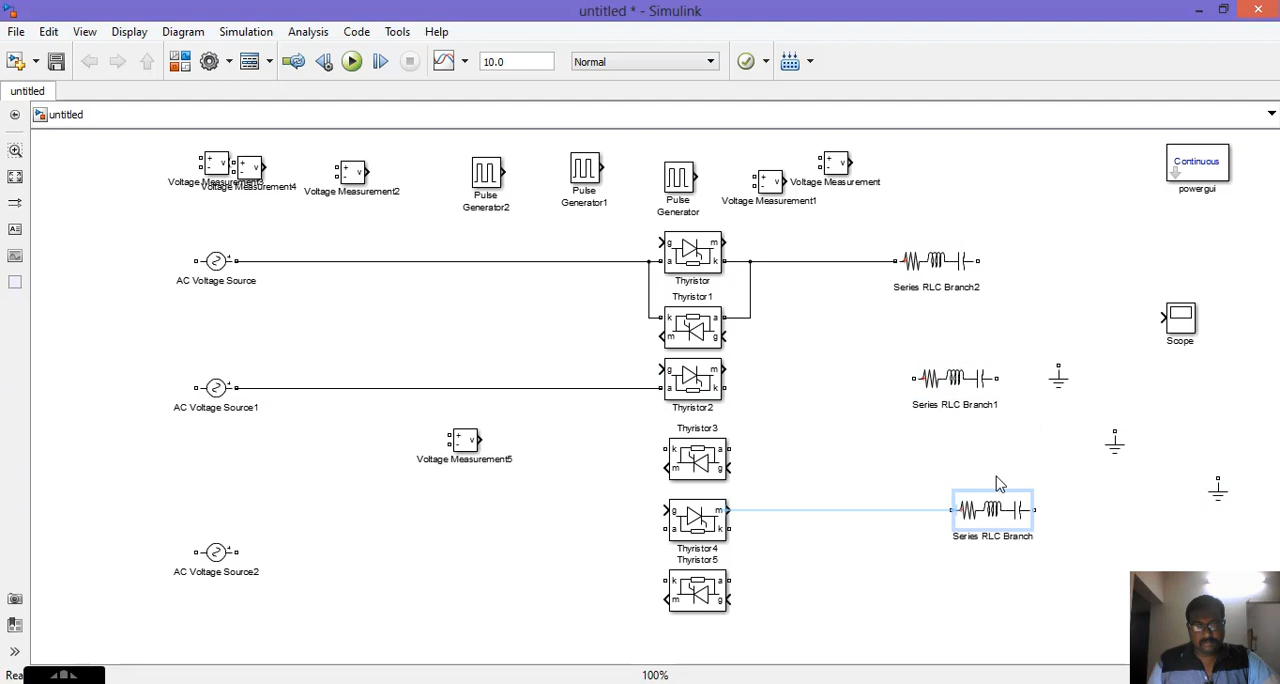 untitled * - Simulink
File Edit View Display Diagram Simulation Analysis Code Tools Help
10.0
Normal
untitled
untitled
Voltage Measurement3
Voltage Measurement4
Voltage Measurement2
Pulse
Generator2
Pulse
Generator1
Pulse
Generator
Voltage Measurement1
Voltage Measurement
Continuous
powergui
AC Voltage Source
g m
a k
Thyristor
Series RLC Branch2
Thyristor1
k a
m g
Scope
AC Voltage Source1
g m
a k
Thyristor2
Series RLC Branch1
Thyristor3
k a
m g
Voltage Measurement5
g m
a k
Thyristor4
Series RLC Branch
Thyristor5
k a
m g
AC Voltage Source2
Rea
100%